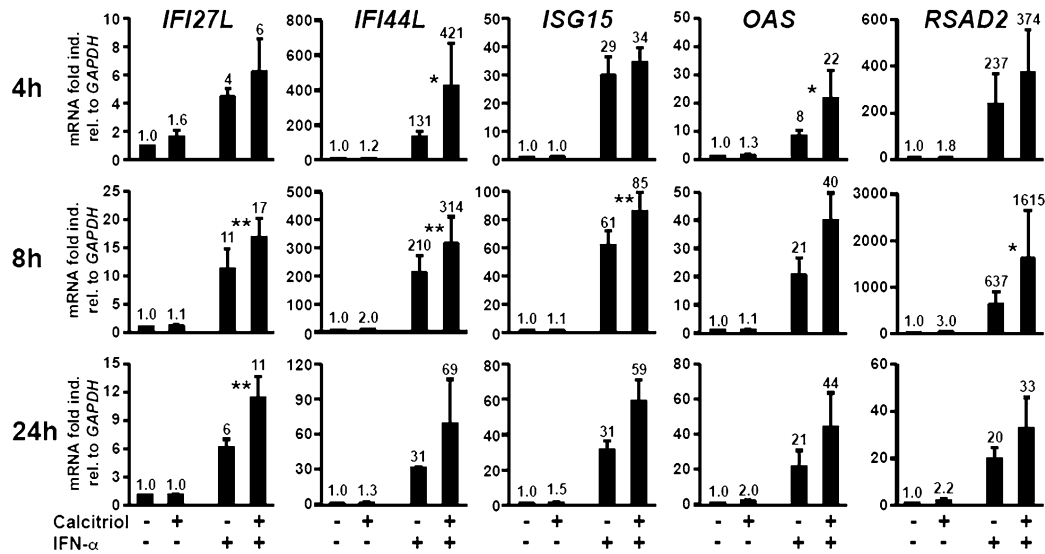 IFI27L IFI44L ISG15 OAS RSAD2
4h
mRNA fold ind.
rel. to GAPDH
10 8 6 4 2 0
1.0 1.6 4 6
800 600 400 200 0
1.0 1.2 131 * 421
50 40 30 20 10 0
1.0 1.0 29 34
50 40 30 20 10 0
1.0 1.3 8 * 22
600 400 200 0
1.0 1.8 237 374
8h
mRNA fold ind.
rel. to GAPDH
25 20 15 10 5 0
1.0 1.1 11 ** 17
500 400 300 200 100 0
1.0 2.0 210 ** 314
100 80 60 40 20 0
1.0 1.1 61 ** 85
50 40 30 20 10 0
1.0 1.1 21 40
3000 2000 1000 0
1.0 3.0 637 * 1615
24h
mRNA fold ind.
rel. to GAPDH
15 12 9 6 3 0
1.0 1.0 6 ** 11
120 90 60 30 0
1.0 1.3 31 69
80 60 40 20 0
1.0 1.5 31 59
80 60 40 20 0
1.0 2.0 21 44
60 40 20 0
1.0 2.2 20 33
Calcitriol - + - + - + - + - + - + - + - + - + - +
IFN-α - - + + - - + + - - + + - - + + - - + +